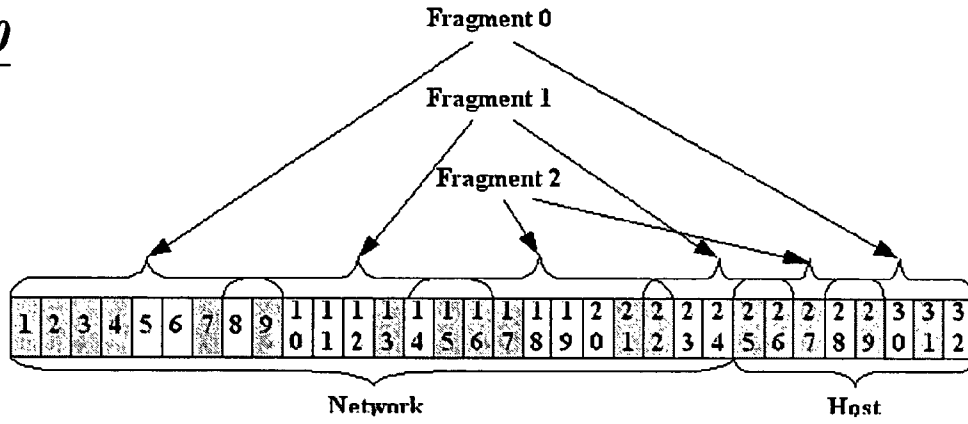 0
Fragment 0
Fragment 1
Fragment 2
1 2 3 4 5 6 7 8 9 10 11 12 13 14 15 16 17 18 19 20 21 22 23 24 25 26 27 28 29 30 31 32
Network Host